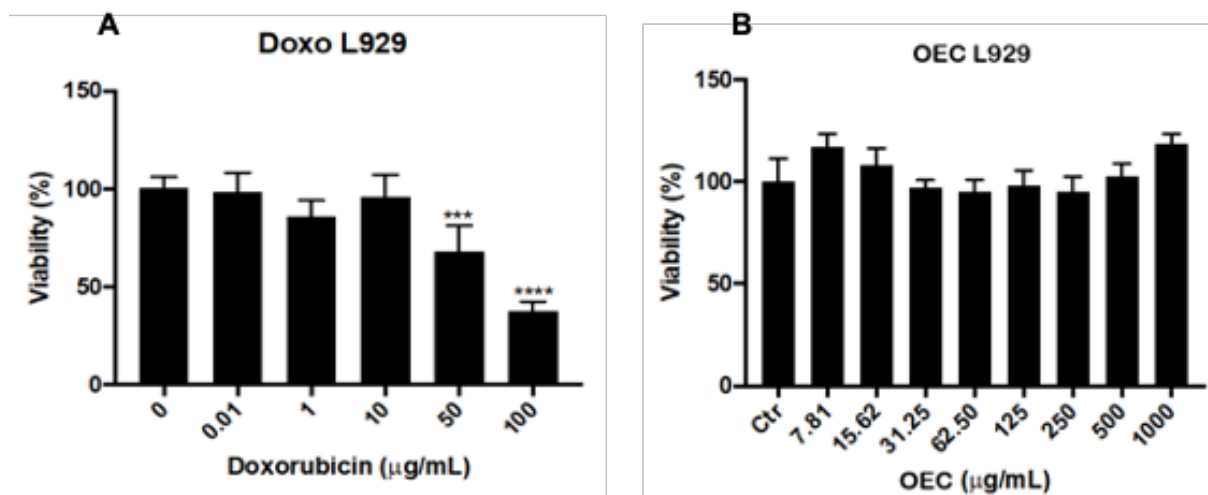 A
Doxo L929
150
100
50
0
Viability (%)
***
****
0
0.01
1
10
50
100
Doxorubicin (μg/mL)
B
OEC L929
150
100
50
0
Viability (%)
Ctr
7.81
15.62
31.25
62.50
125
250
500
1000
OEC (μg/mL)